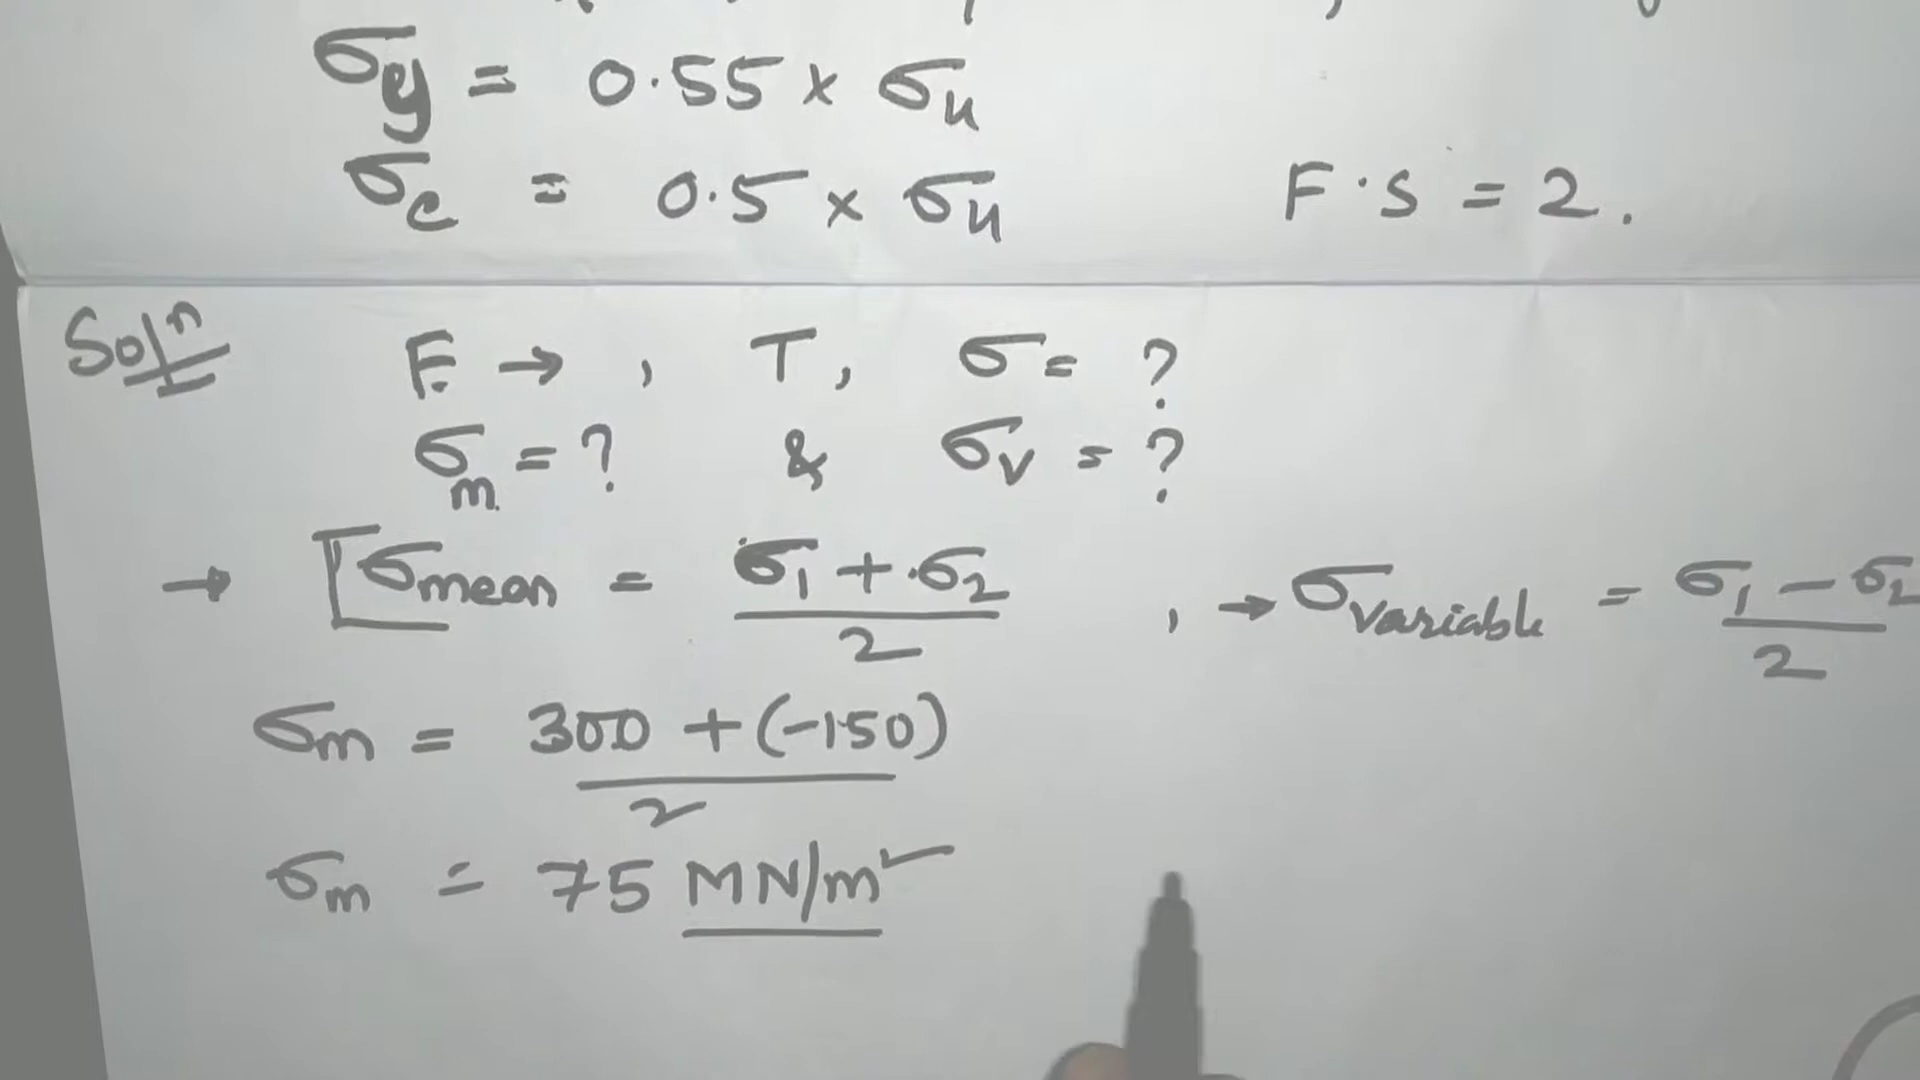 σy = 0.55 × σu
σe = 0.5 × σu F.S = 2.
Solⁿ F → , T, σ = ?
σm = ? & σv = ?
→ [σmean = σ1 + σ2 / 2 , → σvariable = σ1 − σ2 / 2
σm = 300 + (-150) / 2
σm = 75 MN/m²